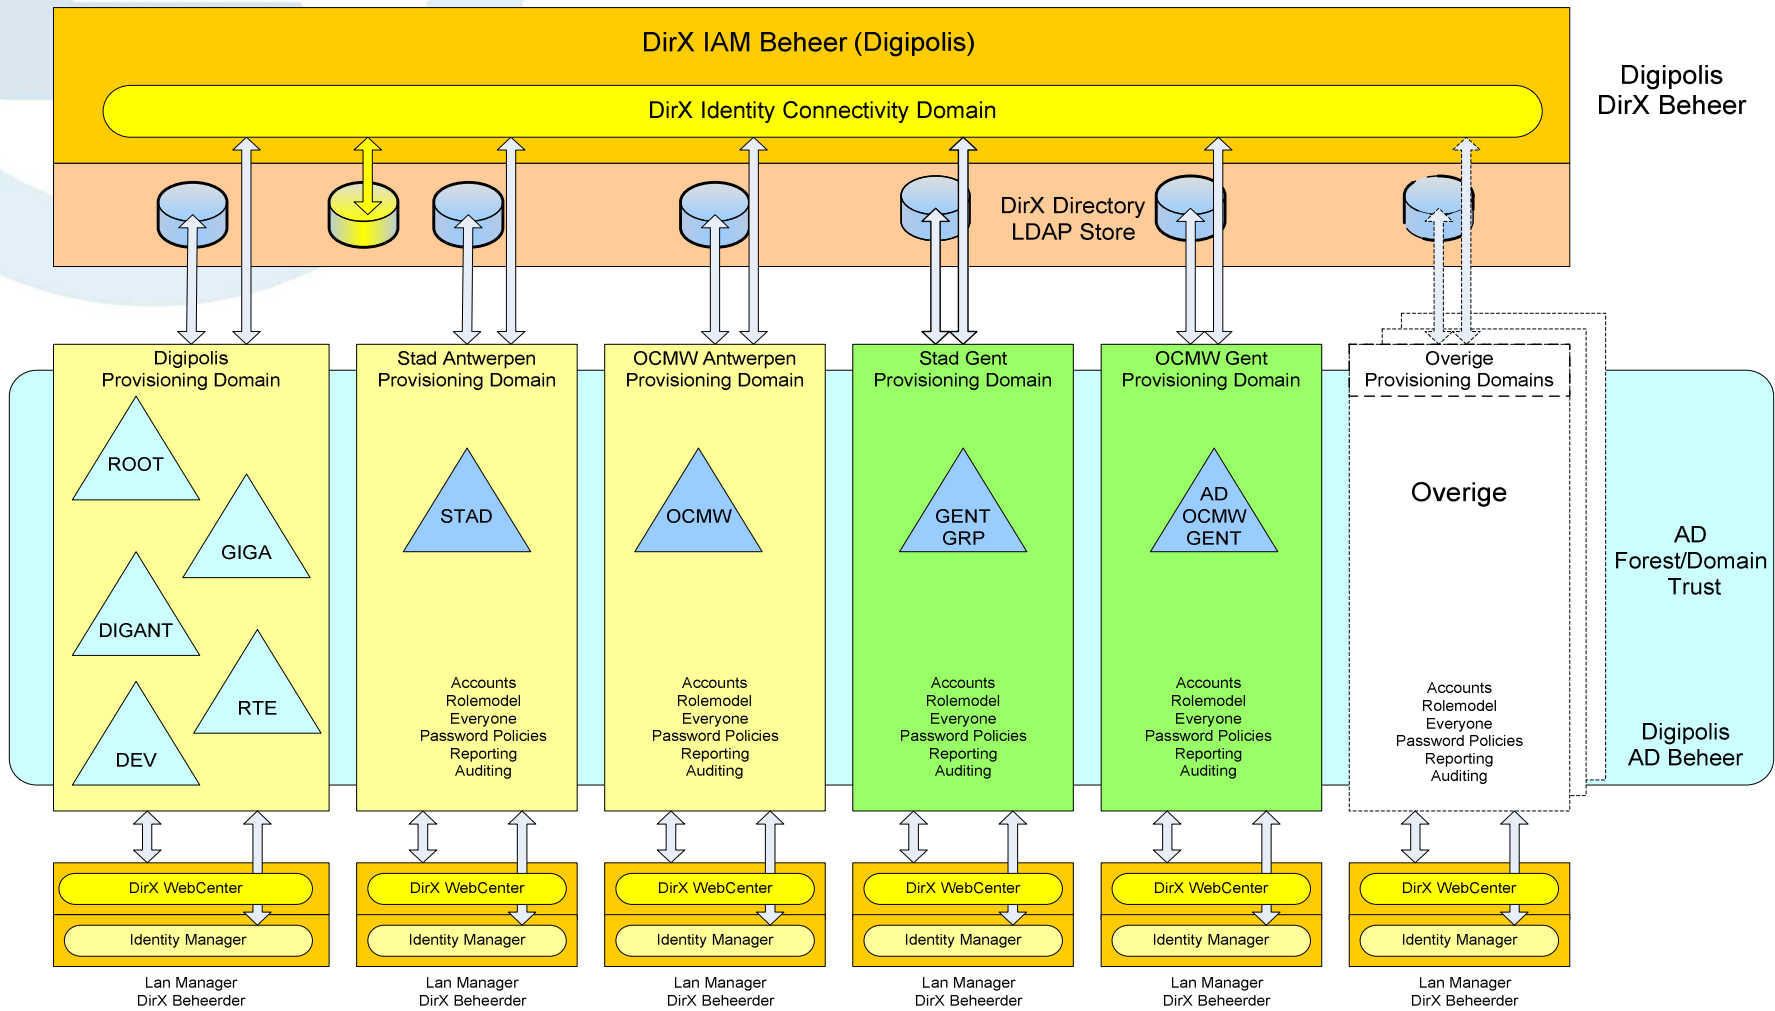 DirX IAM Beheer (Digipolis)
DirX Identity Connectivity Domain
Digipolis
DirX Beheer
DirX Directory
LDAP Store
Digipolis
Provisioning Domain
ROOT
GIGA
DIGANT
RTE
DEV
Stad Antwerpen
Provisioning Domain
STAD
Accounts
Rolemodel
Everyone
Password Policies
Reporting
Auditing
OCMW Antwerpen
Provisioning Domain
OCMW
Accounts
Rolemodel
Everyone
Password Policies
Reporting
Auditing
Stad Gent
Provisioning Domain
GENT
GRP
Accounts
Rolemodel
Everyone
Password Policies
Reporting
Auditing
OCMW Gent
Provisioning Domain
AD
OCMW
GENT
Accounts
Rolemodel
Everyone
Password Policies
Reporting
Auditing
Overige
Provisioning Domains
Overige
Accounts
Rolemodel
Everyone
Password Policies
Reporting
Auditing
AD
Forest/Domain
Trust
Digipolis
AD Beheer
DirX WebCenter
Identity Manager
Lan Manager
DirX Beheerder
DirX WebCenter
Identity Manager
Lan Manager
DirX Beheerder
DirX WebCenter
Identity Manager
Lan Manager
DirX Beheerder
DirX WebCenter
Identity Manager
Lan Manager
DirX Beheerder
DirX WebCenter
Identity Manager
Lan Manager
DirX Beheerder
DirX WebCenter
Identity Manager
Lan Manager
DirX Beheerder